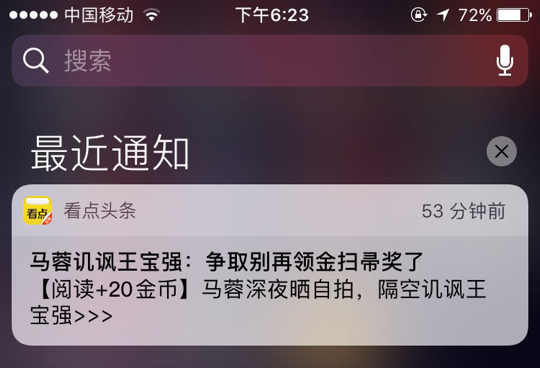 中国移动 下午6:23 72%
搜索
最近通知
看点 看点头条 53 分钟前
马蓉讥讽王宝强：争取别再领金扫帚奖了
【阅读+20金币】马蓉深夜晒自拍，隔空讥讽王
宝强>>>